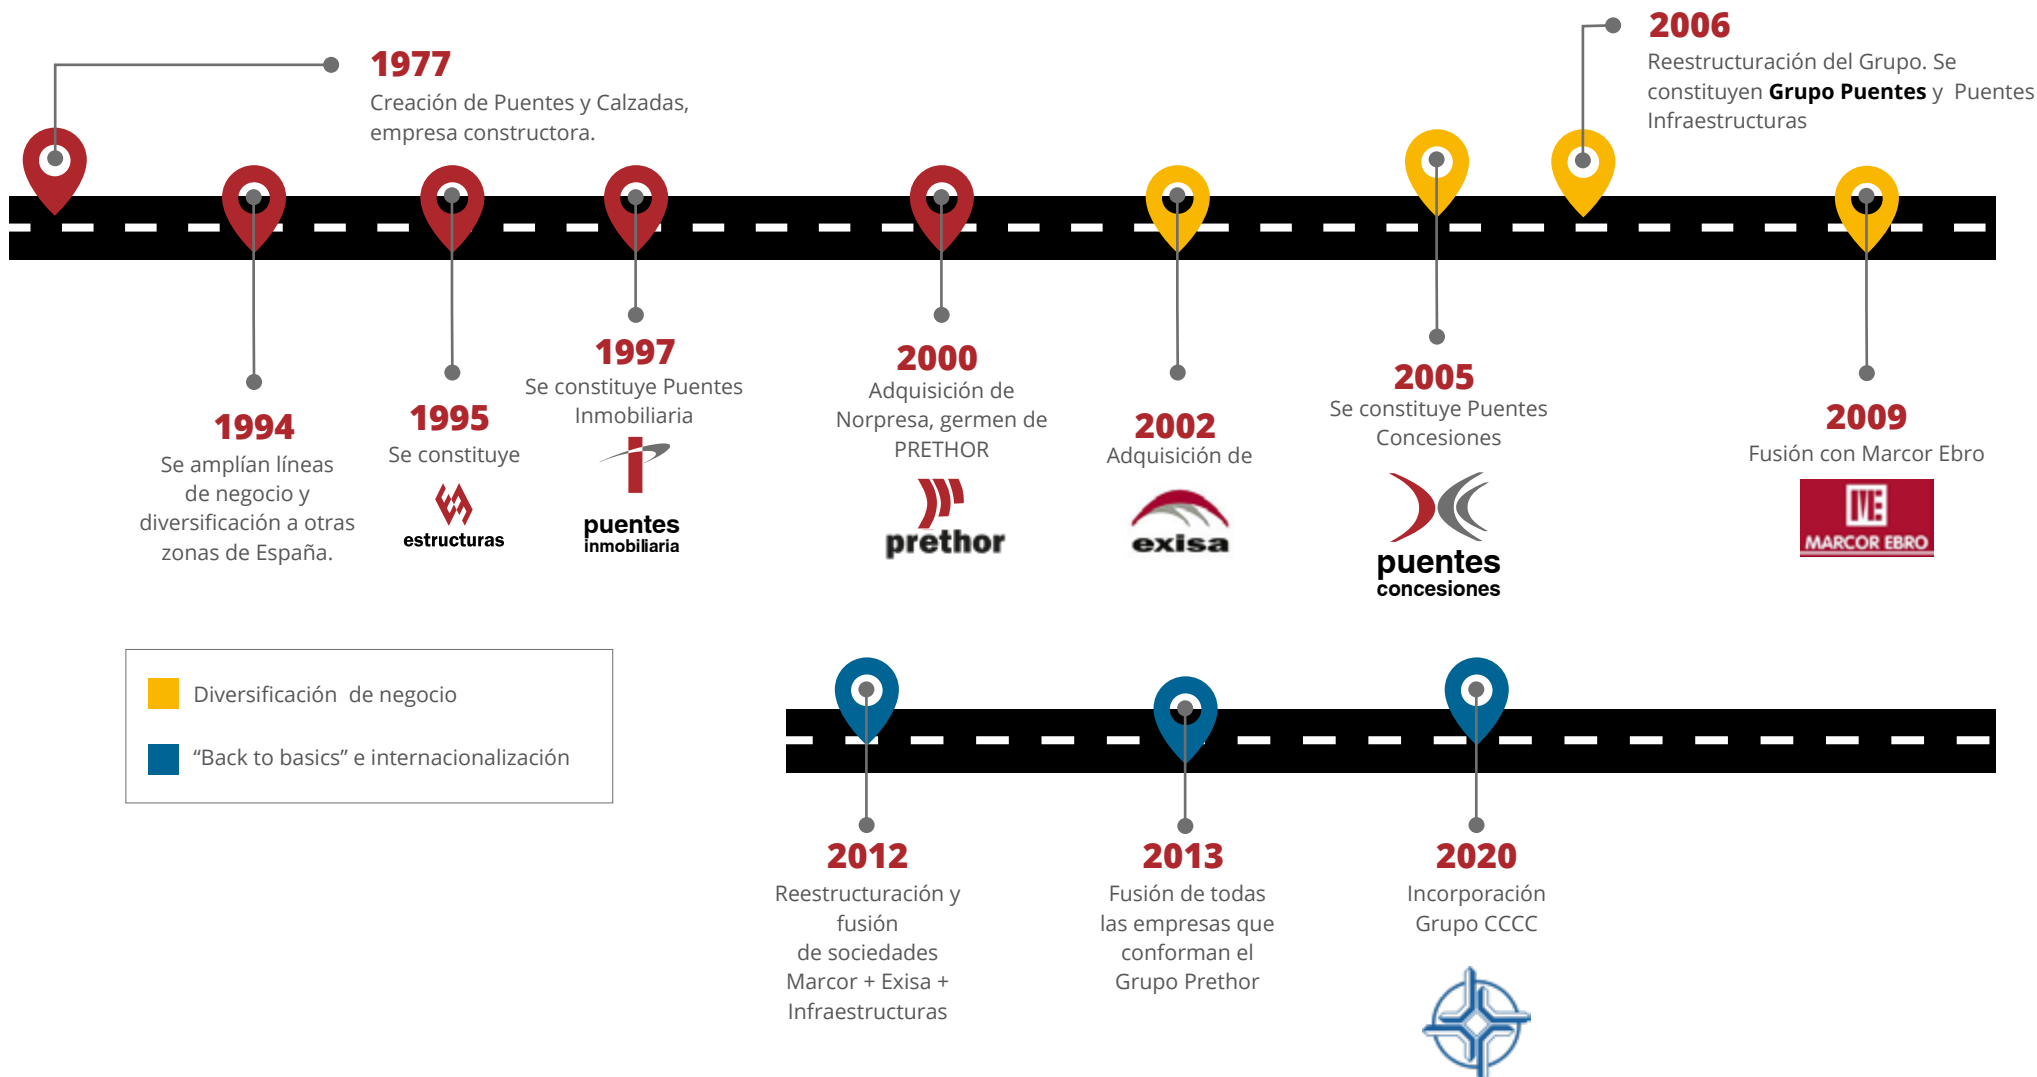 1977
Creación de Puentes y Calzadas,
empresa constructora.
2006
Reestructuración del Grupo. Se
constituyen Grupo Puentes y Puentes
Infraestructuras
1994
Se amplían líneas
de negocio y
diversificación a otras
zonas de España.
1995
Se constituye
estructuras
1997
Se constituye Puentes
Inmobiliaria
puentes
inmobiliaria
2000
Adquisición de
Norpresa, germen de
PRETHOR
prethor
2002
Adquisición de
exisa
2005
Se constituye Puentes
Concesiones
puentes
concesiones
2009
Fusión con Marcor Ebro
ME
MARCOR EBRO
Diversificación de negocio
“Back to basics” e internacionalización
2012
Reestructuración y
fusión
de sociedades
Marcor + Exisa +
Infraestructuras
2013
Fusión de todas
las empresas que
conforman el
Grupo Prethor
2020
Incorporación
Grupo CCCC